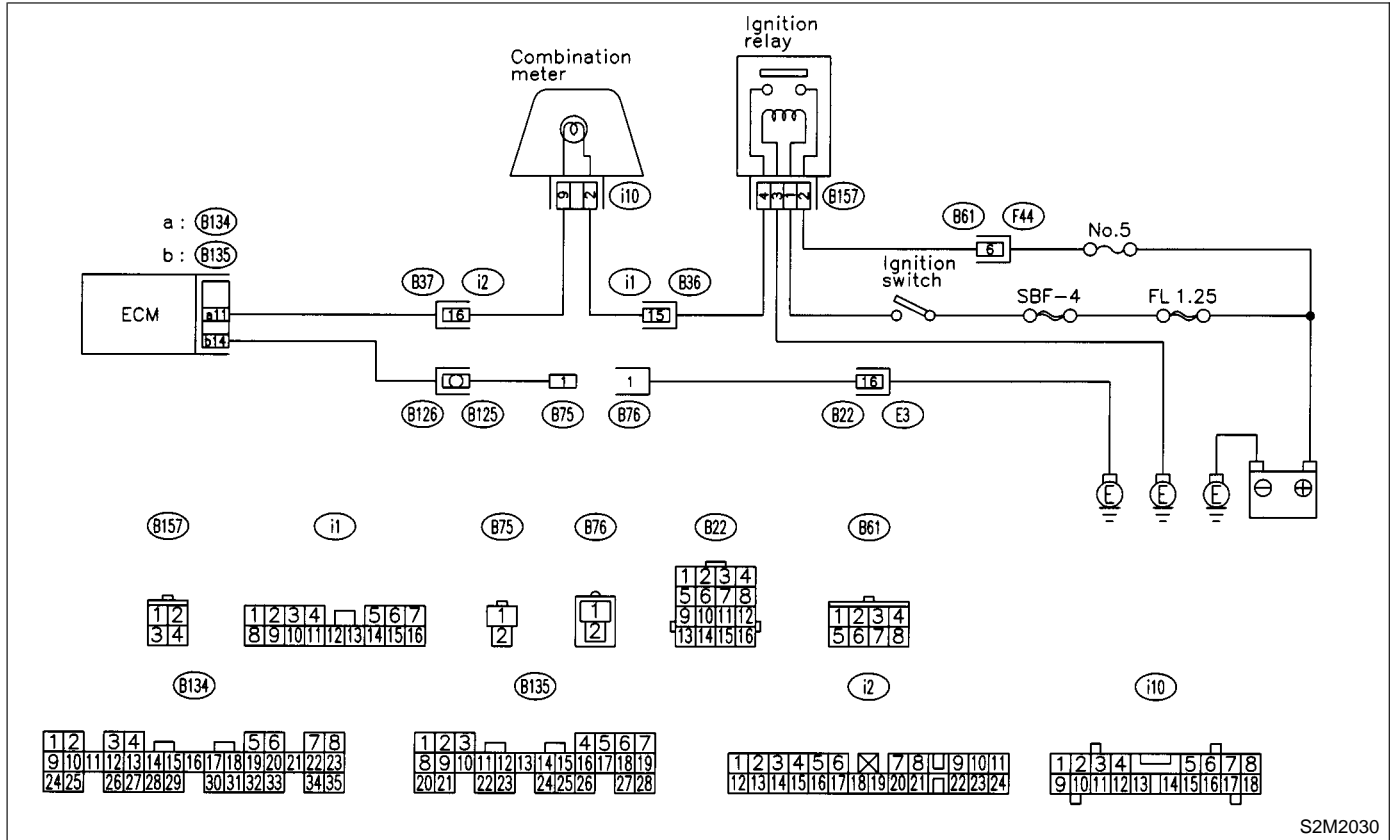 Ignition
relay
Combination
meter
9 2
i10
4 3 1 2
B157
a : B134
b : B135
B61 F44
No.5
6
Ignition
switch
B37 i2
i1 B36
SBF-4
FL 1.25
ECM
a11
16
15
b14
1
1
16
B126 B125 B75 B76
B22 E3
E E E
⊖ ⊕
B157 i1 B75 B76 B22 B61
1 2
3 4
1 2 3 4 5 6 7
8 9 10 11 12 13 14 15 16
1
2
1
2
1 2 3 4
5 6 7 8
9 10 11 12
13 14 15 16
1 2 3 4
5 6 7 8
B134 B135 i2 i10
1 2 3 4 5 6 7 8
9 10 11 12 13 14 15 16 17 18 19 20 21 22 23
24 25 26 27 28 29 30 31 32 33 34 35
1 2 3 4 5 6 7
8 9 10 11 12 13 14 15 16 17 18 19
20 21 22 23 24 25 26 27 28
1 2 3 4 5 6 7 8 9 10 11
12 13 14 15 16 17 18 19 20 21 22 23 24
1 2 3 4 5 6 7 8
9 10 11 12 13 14 15 16 17 18
S2M2030